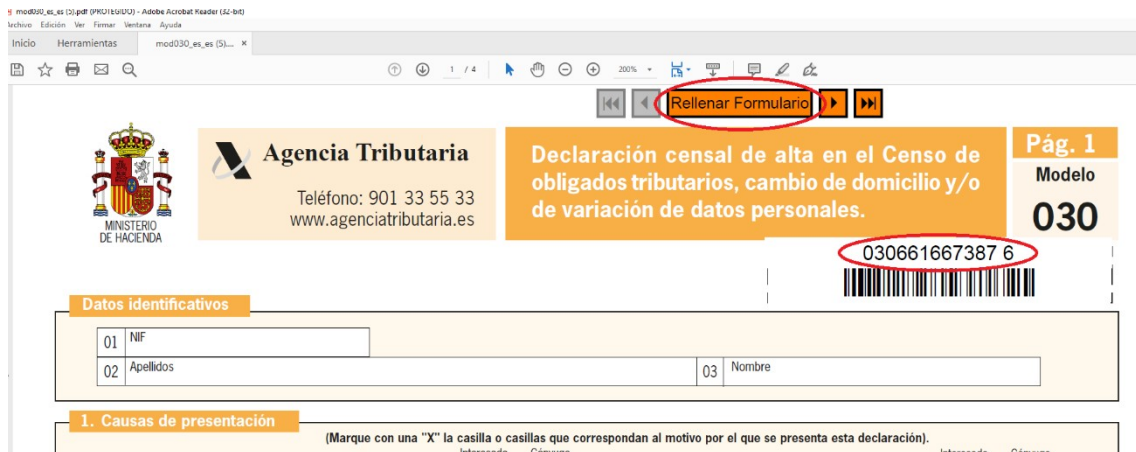 mod030_es_es (5).pdf (PROTEGIDO) - Adobe Acrobat Reader (32-bit)
Archivo Edición Ver Firmar Ventana Ayuda
Inicio Herramientas mod030_es_es (5).... ×
1 / 4 200%
Rellenar Formulario
MINISTERIO
DE HACIENDA
Agencia Tributaria
Teléfono: 901 33 55 33
www.agenciatributaria.es
Declaración censal de alta en el Censo de
obligados tributarios, cambio de domicilio y/o
de variación de datos personales.
Pág. 1
Modelo
030
030661667387 6
Datos identificativos
01 NIF
02 Apellidos 03 Nombre
1. Causas de presentación
(Marque con una "X" la casilla o casillas que correspondan al motivo por el que se presenta esta declaración).